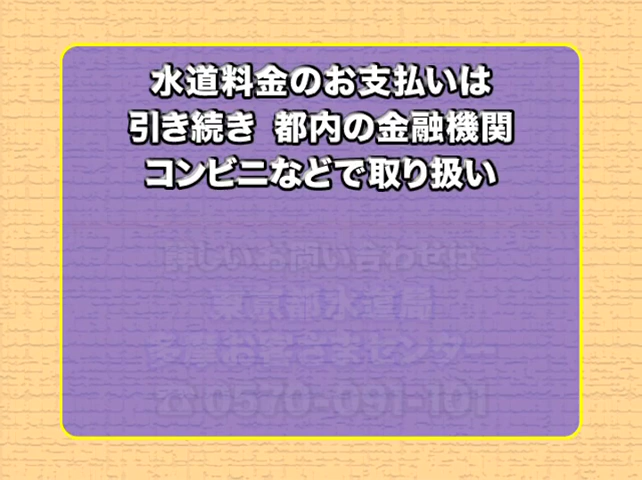 水道料金のお支払いは
引き続き 都内の金融機関
コンビニなどで取り扱い
詳しいお問い合わせは
東京都水道局
多摩お客さまセンター
☎0570-091-101